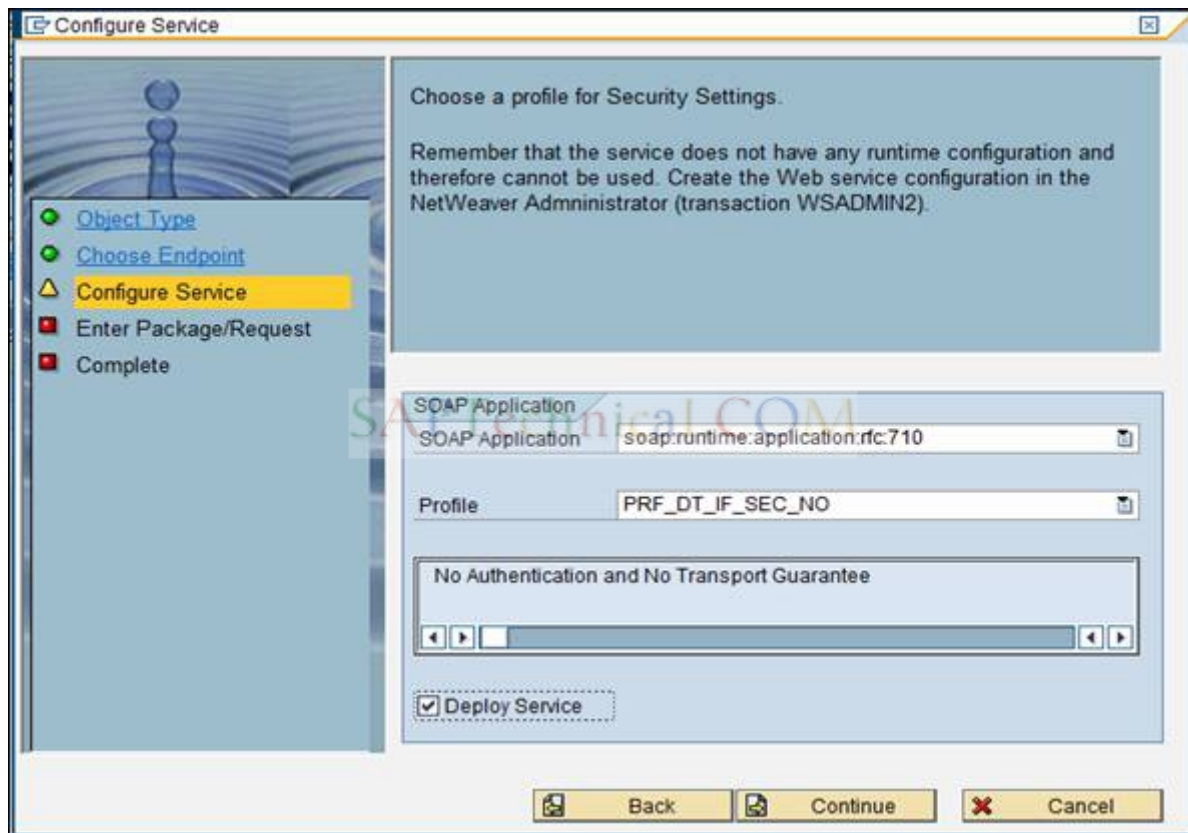 Configure Service
Object Type
Choose Endpoint
Configure Service
Enter Package/Request
Complete
Choose a profile for Security Settings.
Remember that the service does not have any runtime configuration and
therefore cannot be used. Create the Web service configuration in the
NetWeaver Admninistrator (transaction WSADMIN2).
SAPTechnical.COM
SOAP Application
SOAP Application soap:runtime:application:rfc:710
Profile PRF_DT_IF_SEC_NO
No Authentication and No Transport Guarantee
Deploy Service
Back Continue Cancel